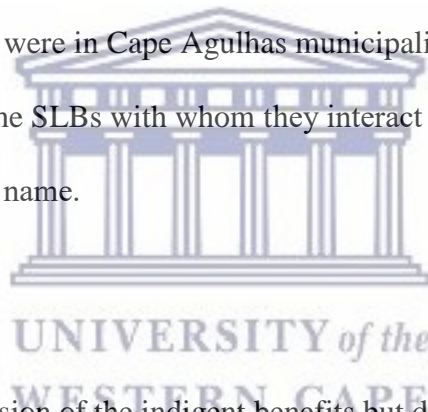 were in Cape Agulhas municipali
ne SLBs with whom they interact
name.
UNIVERSITY of the
sion of the indigent benefits but d
WESTERN CAPE